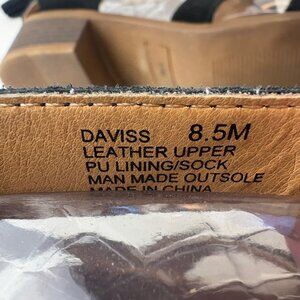 DAVISS 8.5M
LEATHER UPPER
PU LINING/SOCK
MAN MADE OUTSOLE
MADE IN CHINA